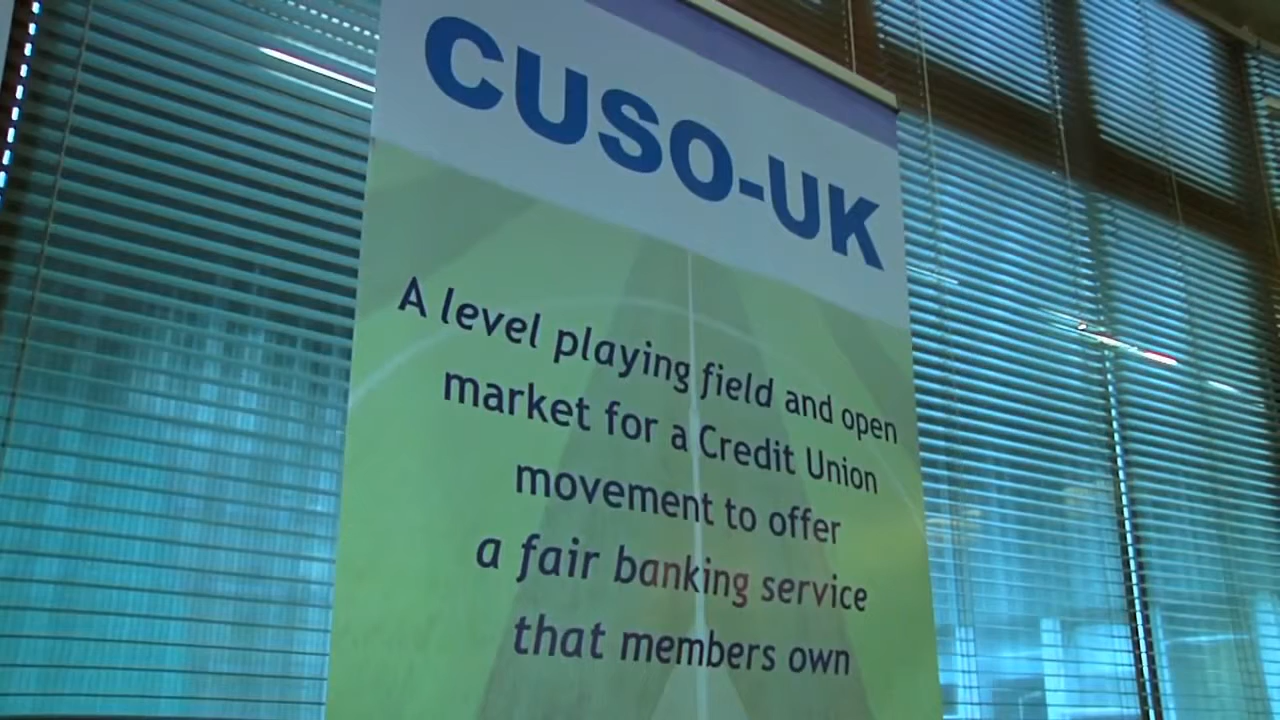 CUSO-UK
A level playing field and open
market for a Credit Union
movement to offer
a fair banking service
that members own